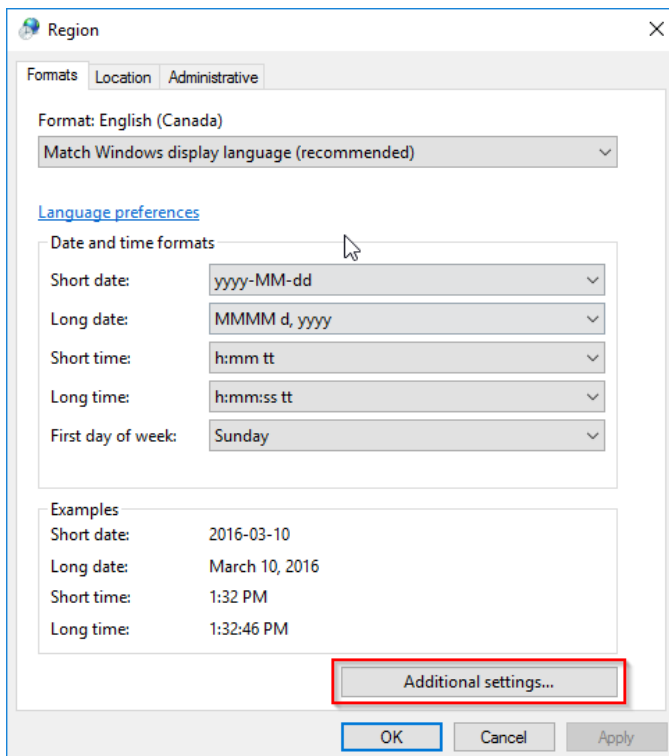 Region
Formats Location Administrative
Format: English (Canada)
Match Windows display language (recommended)
Language preferences
Date and time formats
Short date: yyyy-MM-dd
Long date: MMMM d, yyyy
Short time: h:mm tt
Long time: h:mm:ss tt
First day of week: Sunday
Examples
Short date: 2016-03-10
Long date: March 10, 2016
Short time: 1:32 PM
Long time: 1:32:46 PM
Additional settings...
OK Cancel Apply